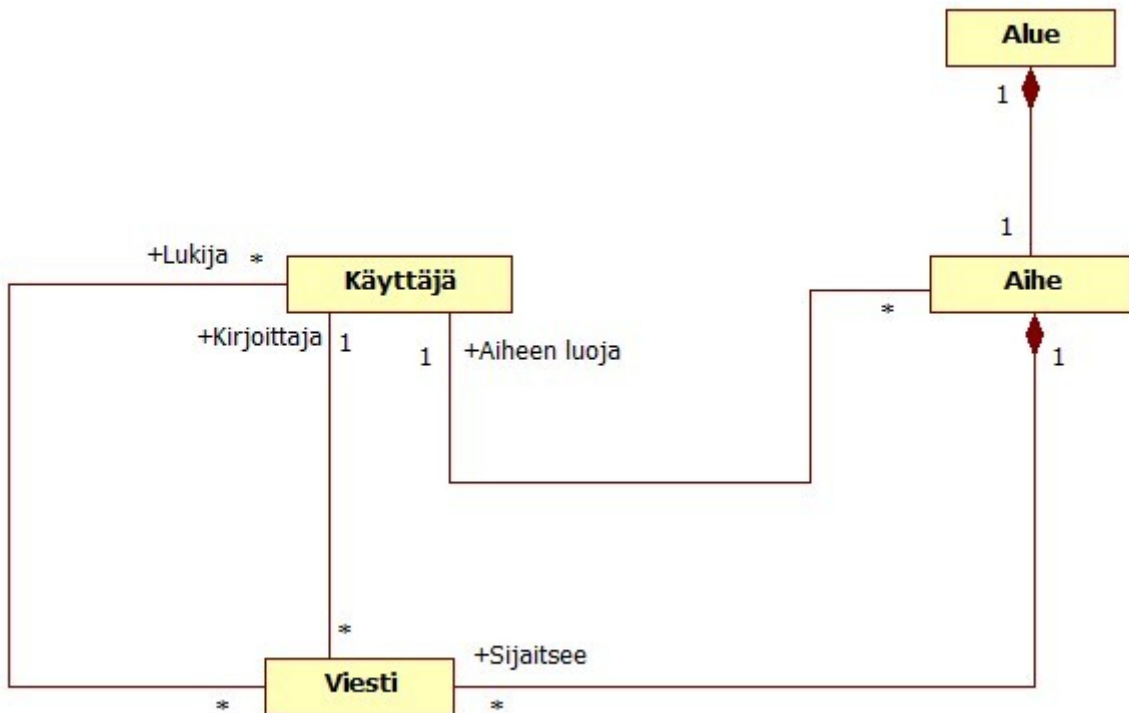 Alue
1
1
+Lukija *
Käyttäjä
Aihe
*
+Kirjoittaja 1
1 +Aiheen luoja
1
*
+Sijaitsee
Viesti
*
*